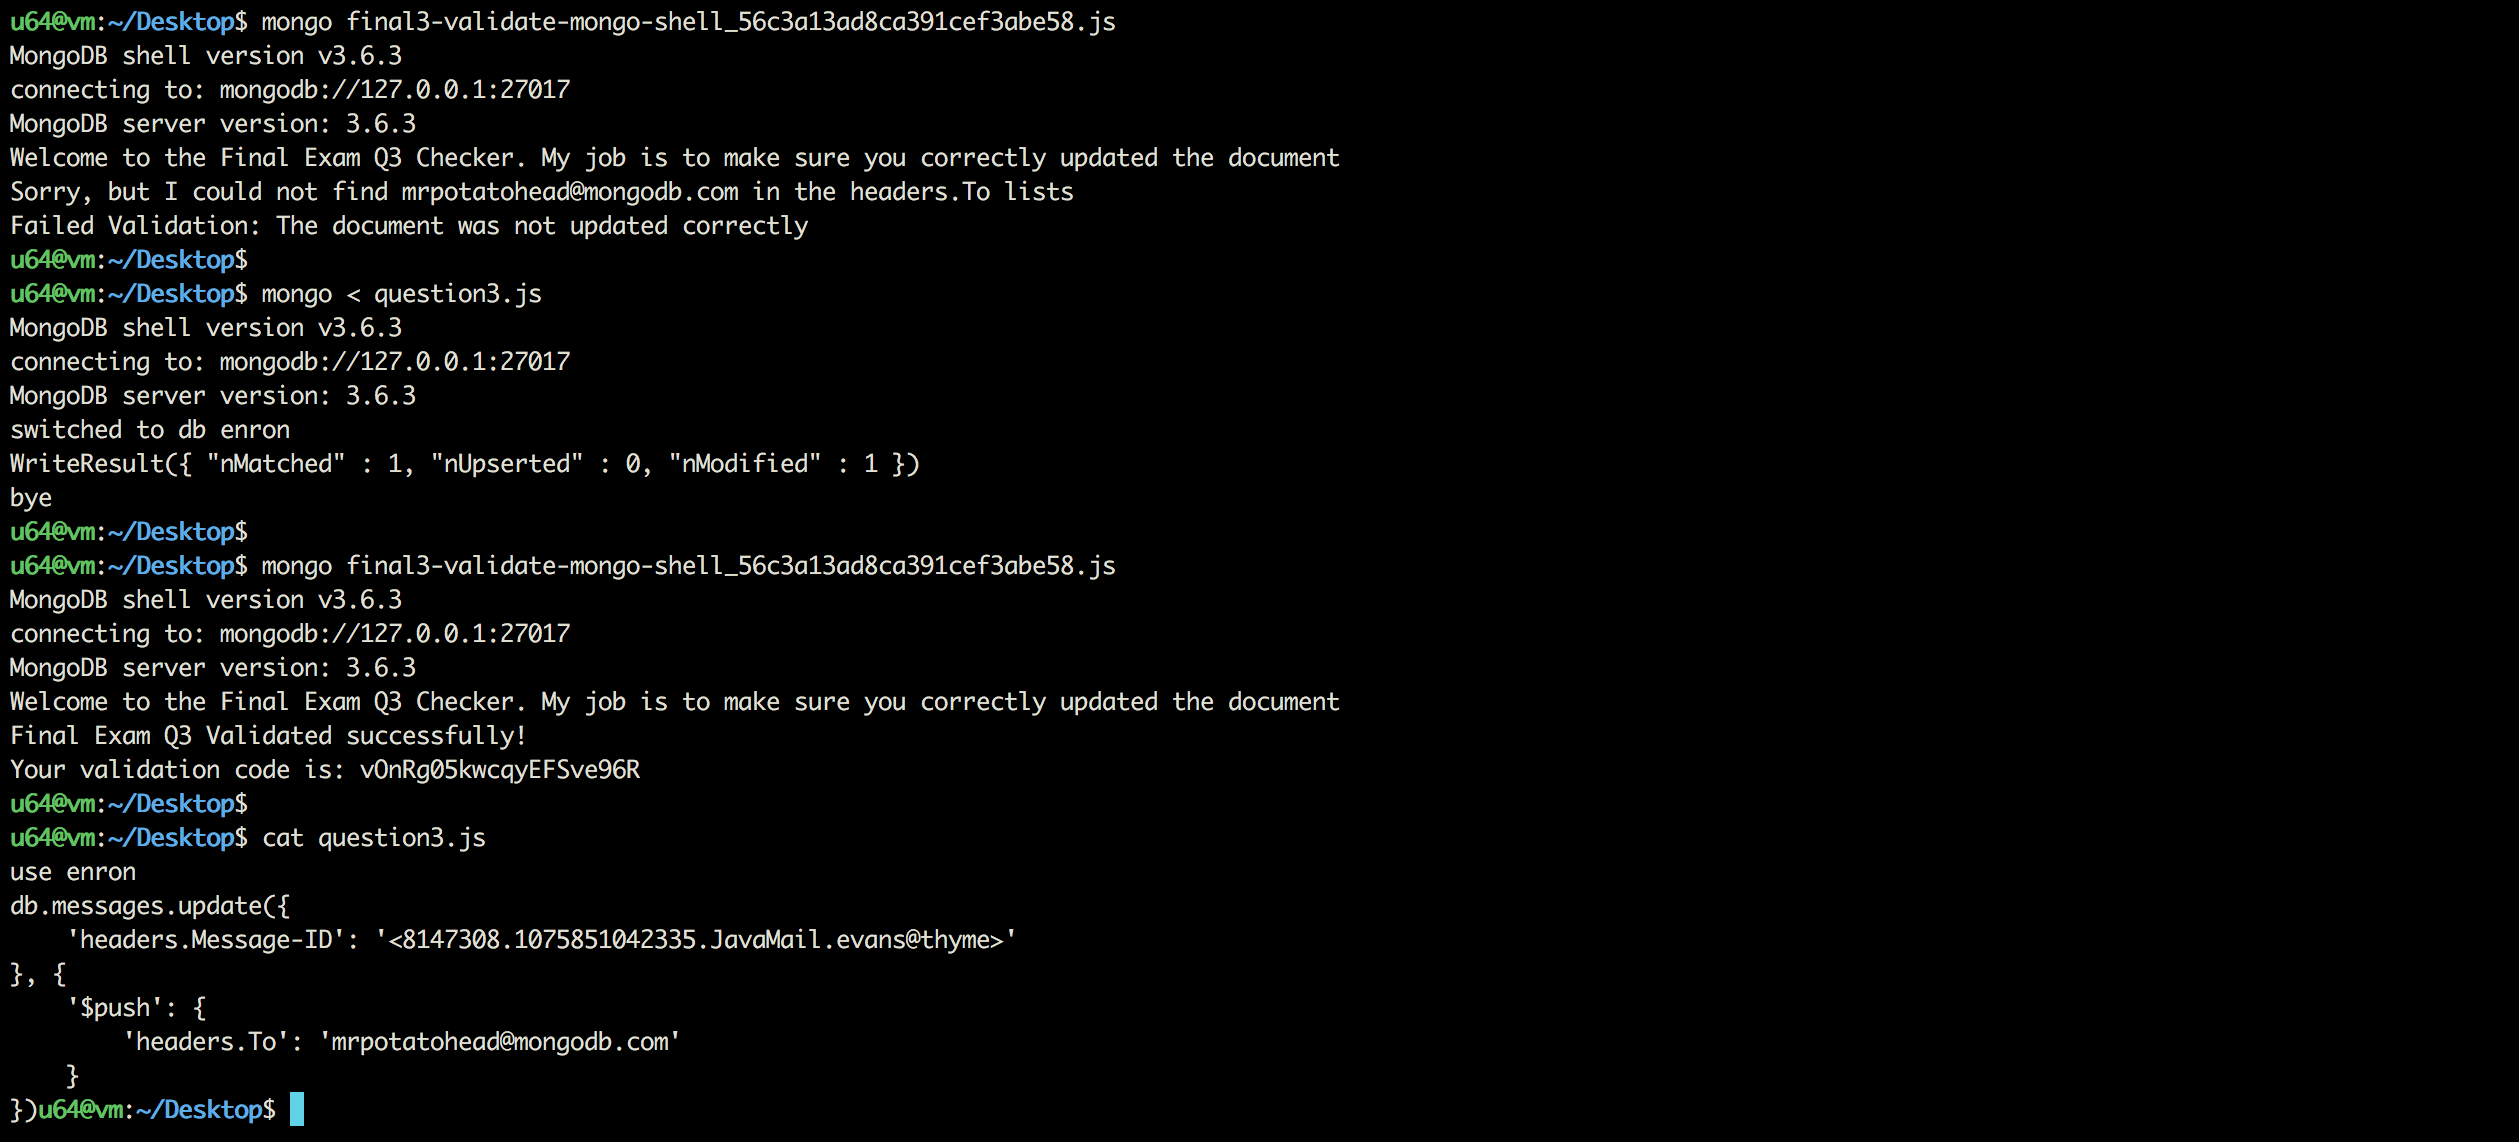 u64@vm:~/Desktop$ mongo final3-validate-mongo-shell_56c3a13ad8ca391cef3abe58.js
MongoDB shell version v3.6.3
connecting to: mongodb://127.0.0.1:27017
MongoDB server version: 3.6.3
Welcome to the Final Exam Q3 Checker. My job is to make sure you correctly updated the document
Sorry, but I could not find mrpotatohead@mongodb.com in the headers.To lists
Failed Validation: The document was not updated correctly
u64@vm:~/Desktop$
u64@vm:~/Desktop$ mongo < question3.js
MongoDB shell version v3.6.3
connecting to: mongodb://127.0.0.1:27017
MongoDB server version: 3.6.3
switched to db enron
WriteResult({ "nMatched" : 1, "nUpserted" : 0, "nModified" : 1 })
bye
u64@vm:~/Desktop$
u64@vm:~/Desktop$ mongo final3-validate-mongo-shell_56c3a13ad8ca391cef3abe58.js
MongoDB shell version v3.6.3
connecting to: mongodb://127.0.0.1:27017
MongoDB server version: 3.6.3
Welcome to the Final Exam Q3 Checker. My job is to make sure you correctly updated the document
Final Exam Q3 Validated successfully!
Your validation code is: vOnRg05kwcqyEFSve96R
u64@vm:~/Desktop$
u64@vm:~/Desktop$ cat question3.js
use enron
db.messages.update({
    'headers.Message-ID': '<8147308.1075851042335.JavaMail.evans@thyme>'
}, {
    '$push': {
        'headers.To': 'mrpotatohead@mongodb.com'
    }
})u64@vm:~/Desktop$